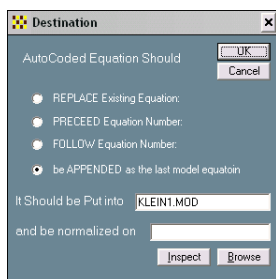 Destination
AutoCoded Equation Should
OK
Cancel
REPLACE Existing Equation:
PRECEED Equation Number:
FOLLOW Equation Number:
be APPENDED as the last model equatoin
It Should be Put into KLEIN1.MOD
and be normalized on
Inspect Browse